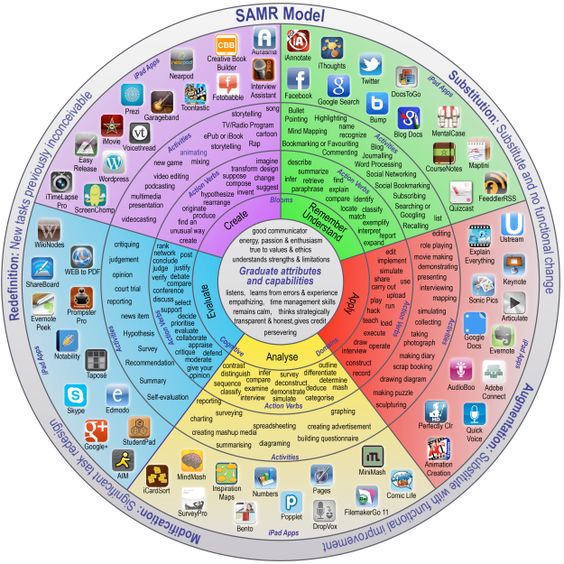 SAMR Model
Substitution: Substitute and no functional change
Augmentation: Substitute with functional improvement
Modification: Significant task redesign
Redefinition: New tasks previously inconceivable
good communicator
energy, passion & enthusiasm
true to values & ethics
understands strengths & limitations
Graduate attributes
and capabilities
listens, learns from errors & experience
empathizing, time management skills
remains calm, thinks strategically
transparent & honest,gives credit
persevering
Blooms
Cognitive
Domains
Remember
Understand
Action Verbs
describe
summarize
infer retrieve
paraphrase
explain
compare identify
locate classify
match
exemplify
interpret
report
expand
Activities
Bullet
Pointing
Highlighting
name
Mind Mapping
recognize
Bookmarking or Favouriting
Blog
Commenting
Journalling
Word Processing
Social Networking
Social Bookmarking
Subscribing
Searching or
Googling
Recalling
list
iPad Apps
iAnnotate
iThoughts
Twitter
DocsToGo
Facebook
Google Search
Bump
Blog Docs
MentalCase
CourseNotes
Maptini
Quizcast
FeeddlerRSS
Apply
Action Verbs
edit
implement
simulate
share
carry out
use
play
upload
run
hack
teach
load
execute
act
operate
draw
interview
construct
record
Activities
editing
role playing
movie making
demonstrating
presenting
interviewing
mapping
simulating
collecting
taking
photograph
making diary
scrap booking
drawing diagram
making puzzle
sculpturing
iPad Apps
Ustream
Explain
Everything
Keynote
Sonic Pics
Articulate
Google
Docs
Evernote
AudioBoo
Adobe
Connect
Perfectly Clr
Quick
Voice
Animation
Creation
Analyse
contrast
infer
survey
outline
distinguish
differentiate
sequence
compare
determine
classify
examine
deconstruct
deduce
mash
interview
demonstrate
simulate
categorise
Action Verbs
reporting
graphing
charting
surveying
spreadsheeting
creating advertisement
creating mashup media
building questionnaire
summarising
diagraming
Activities
iPad Apps
MiniMash
MindMash
iCardSort
Inspiration
Maps
Numbers
Pages
Comic Life
SurveyPro
Bento
Popplet
DropVox
FilemakerGo 11
Evaluate
Action Verbs
rank
network
post
conclude
judge
justify
verify
debate
compare
conference
discuss
select
support
decide
prioritise
evaluate
collaborate
appraise
critique
defend
moderate
give your
opinion
Activities
critiquing
judgement
opinion
court trial
reporting
news item
Hypothesis
Survey
Recommendation
Summary
Self-evaluation
iPad Apps
WikiNodes
WEB to PDF
ShareBoard
Prompster
Pro
Evernote
Peek
Notability
Taposé
Skype
Edmodo
Google+
StudentPad
AIM
Create
Action Verbs
imagine
transform design
suppose change
compose
invent
suggest
hypothesize
rearrange
originate
produce
find an
unusual way
create
Activities
storytelling
song
TV/Radio Program
cartoon
ePub or iBook
storytelling
Rap
animating
mixing
new game
video editing
podcasting
multimedia
presentation
videocasting
iPad Apps
Nearpod
Creative Book
Builder
Aurasma
Interview
Assistant
Fotobabble
Toontastic
Garageband
Prezi
iMovie
Voicethread
Easy
Release
Wordpress
iTimeLapse
Pro
ScreenChomp